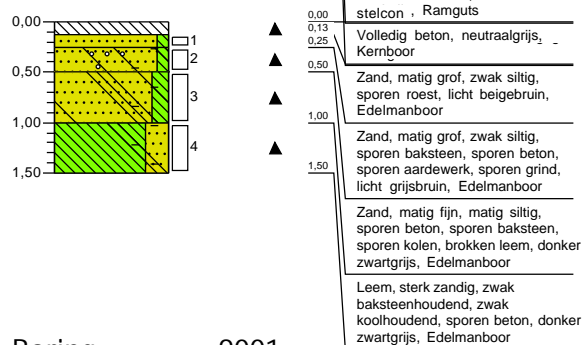 0,00
0,50
1,00
1,50
1
2
3
4
0,00
0,13
0,25
0,50
1,00
1,50
stelcon , Ramguts
Volledig beton, neutraalgrijs,
Kernboor
Zand, matig grof, zwak siltig,
sporen roest, licht beigebruin,
Edelmanboor
Zand, matig grof, zwak siltig,
sporen baksteen, sporen beton,
sporen aardewerk, sporen grind,
licht grijsbruin, Edelmanboor
Zand, matig fijn, matig siltig,
sporen beton, sporen baksteen,
sporen kolen, brokken leem, donker
zwartgrijs, Edelmanboor
Leem, sterk zandig, zwak
baksteenhoudend, zwak
koolhoudend, sporen beton, donker
zwartgrijs, Edelmanboor